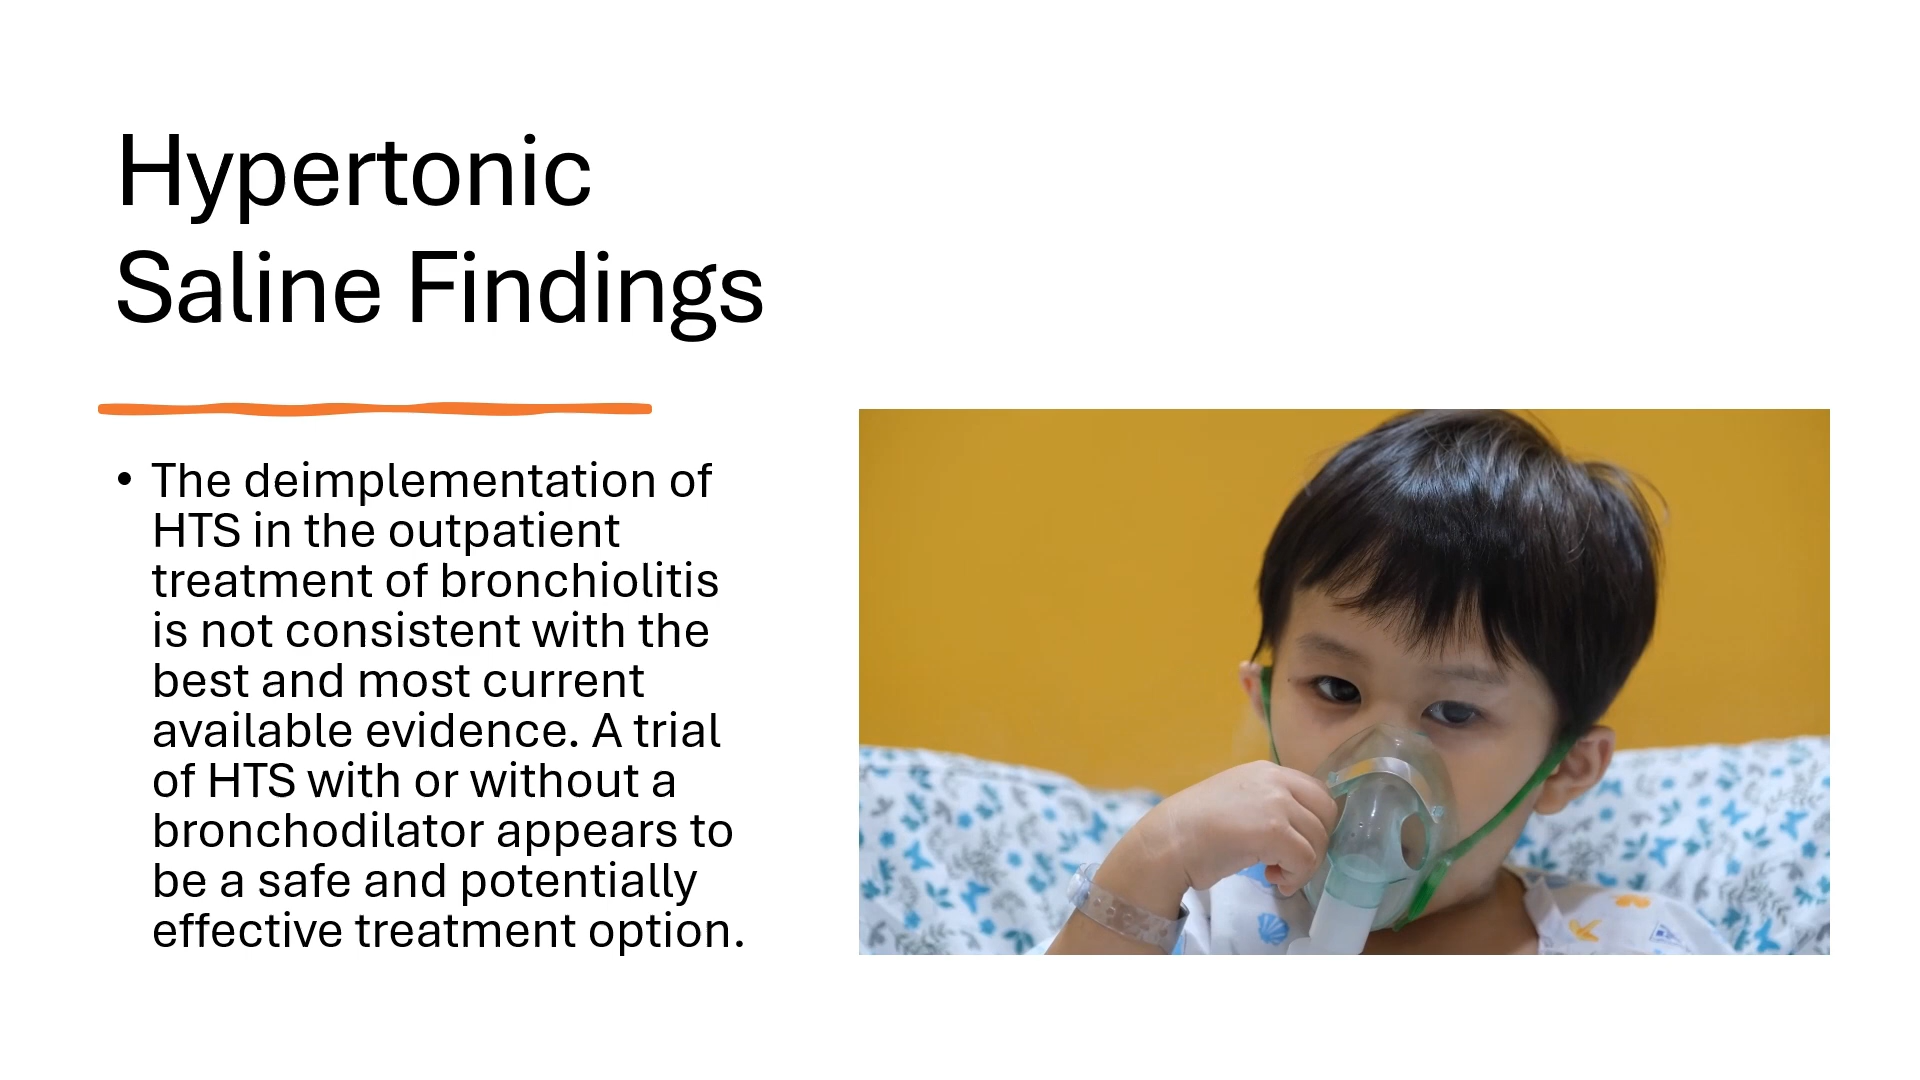 Hypertonic
Saline Findings
• The deimplementation of
HTS in the outpatient
treatment of bronchiolitis
is not consistent with the
best and most current
available evidence. A trial
of HTS with or without a
bronchodilator appears to
be a safe and potentially
effective treatment option.